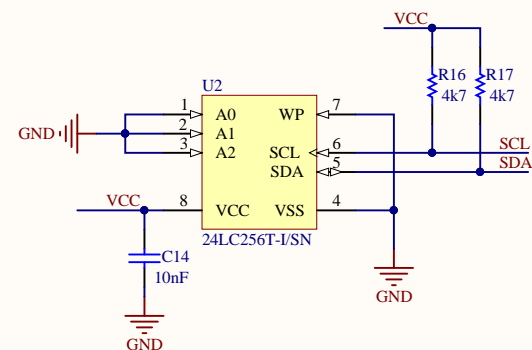 VCC
U2
R16
4k7
R17
4k7
1
A0
WP
7
GND
2
A1
3
A2
SCL
6
SCL
SDA
5
SDA
VCC
8
VCC
VSS
4
24LC256T-I/SN
C14
10nF
GND
GND